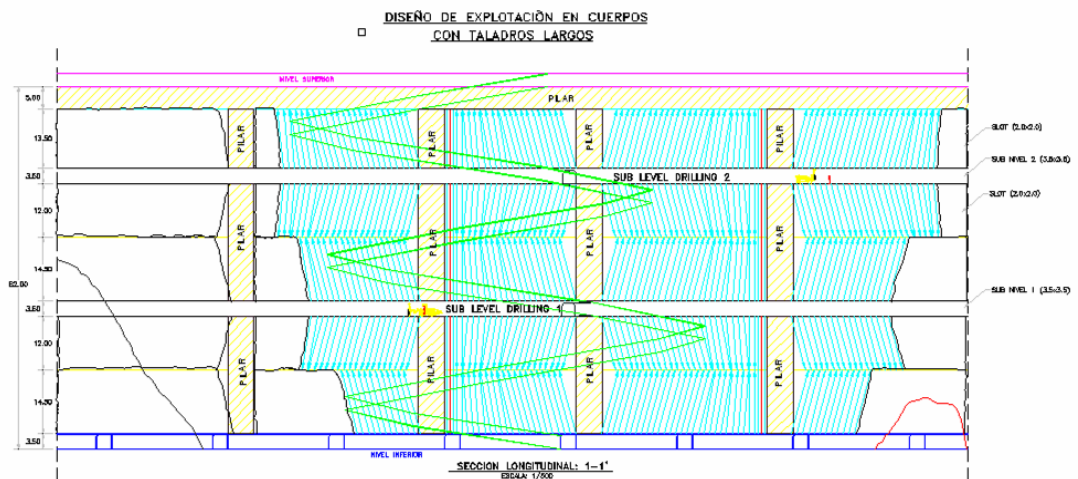 DISEÑO DE EXPLOTACIÒN EN CUERPOS
CON TALADROS LARGOS
NIVEL SUPERIOR
5.00
PILAR
13.50
PILAR
PILAR
PILAR
PILAR
SLOT (2.0x2.0)
3.50
SUB LEVEL DRILLING 2
SUB NIVEL 2 (3.5x3.5)
12.00
SLOT (2.0x2.0)
PILAR
PILAR
PILAR
PILAR
14.50
82.00
3.50
SUB LEVEL DRILLING 1
SUB NIVEL 1 (3.5x3.5)
12.00
PILAR
PILAR
PILAR
PILAR
14.50
3.50
NIVEL INFERIOR
SECCION LONGITUDINAL: 1-1'
ESCALA: 1/500